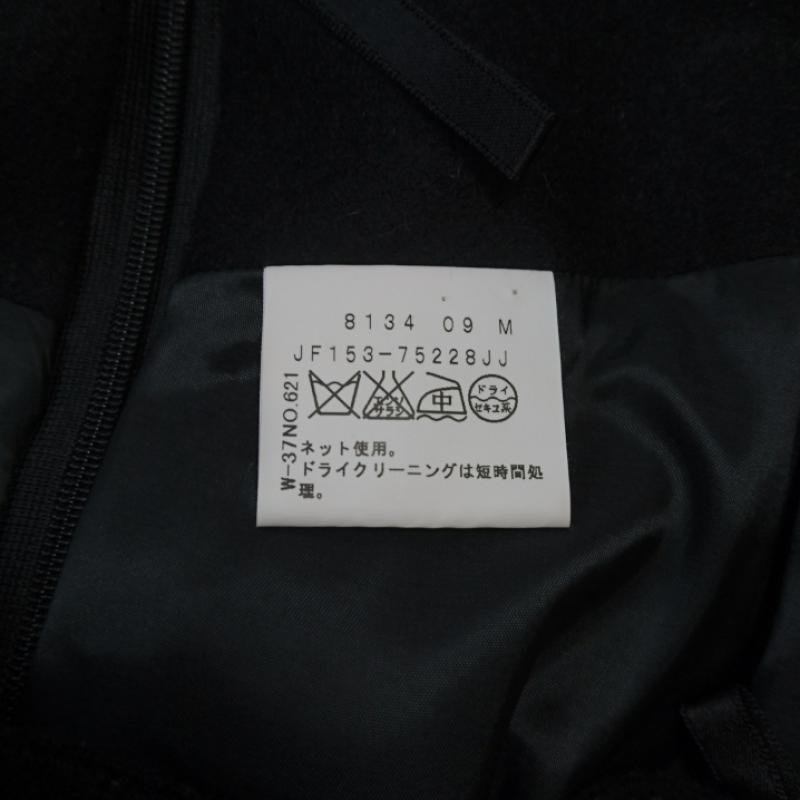 8134 09 M
JF153-75228JJ
エンソ
サラシ
中
ドライ
セキユ系
ネット使用。
ドライクリーニングは短時間処
理。
W-37NO.621